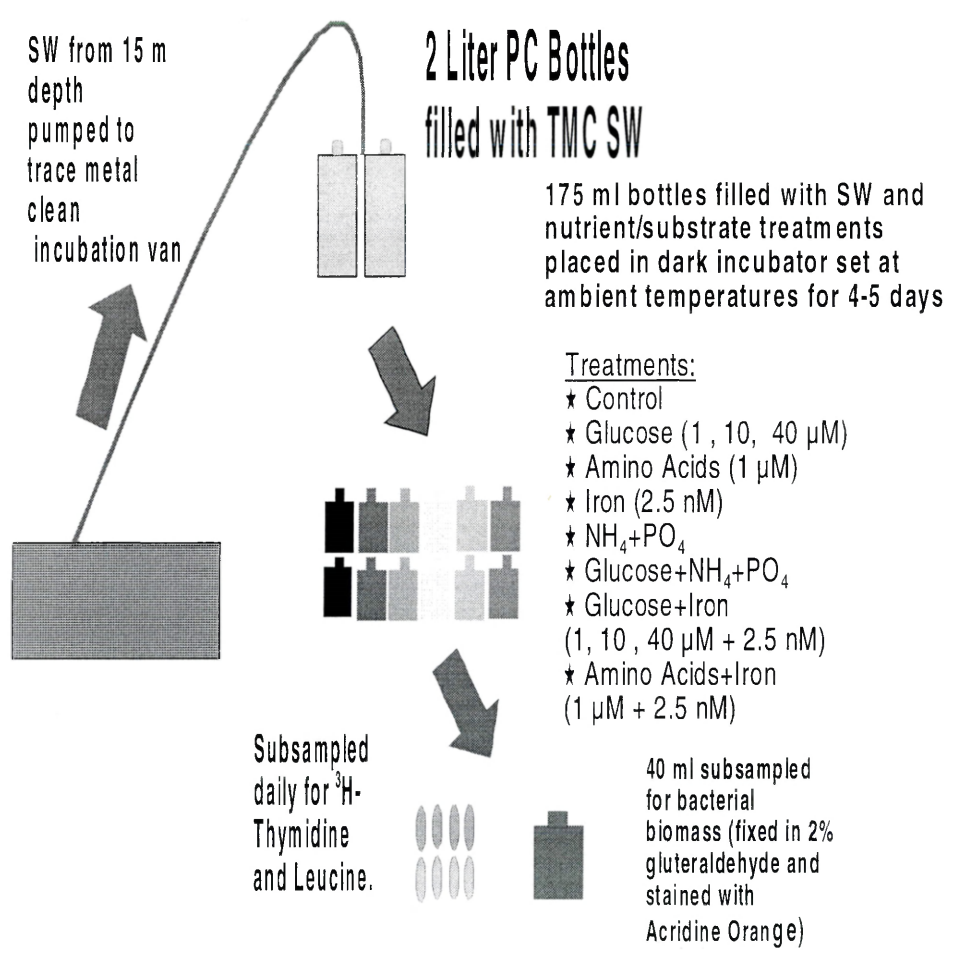 SW from 15 m
depth
pumped to
trace metal
clean
incubation van
2 Liter PC Bottles
filled with TMC SW
175 ml bottles filled with SW and
nutrient/substrate treatments
placed in dark incubator set at
ambient temperatures for 4-5 days
Treatments:
★ Control
★ Glucose (1 , 10, 40 µM)
★ Amino Acids (1 µM)
★ Iron (2.5 nM)
★ NH₄+PO₄
★ Glucose+NH₄+PO₄
★ Glucose+Iron
(1, 10 , 40 µM + 2.5 nM)
★ Amino Acids+Iron
(1 µM + 2.5 nM)
Subsampled
daily for ³H-
Thymidine
and Leucine.
40 ml subsampled
for bacterial
biomass (fixed in 2%
gluteraldehyde and
stained with
Acridine Orange)